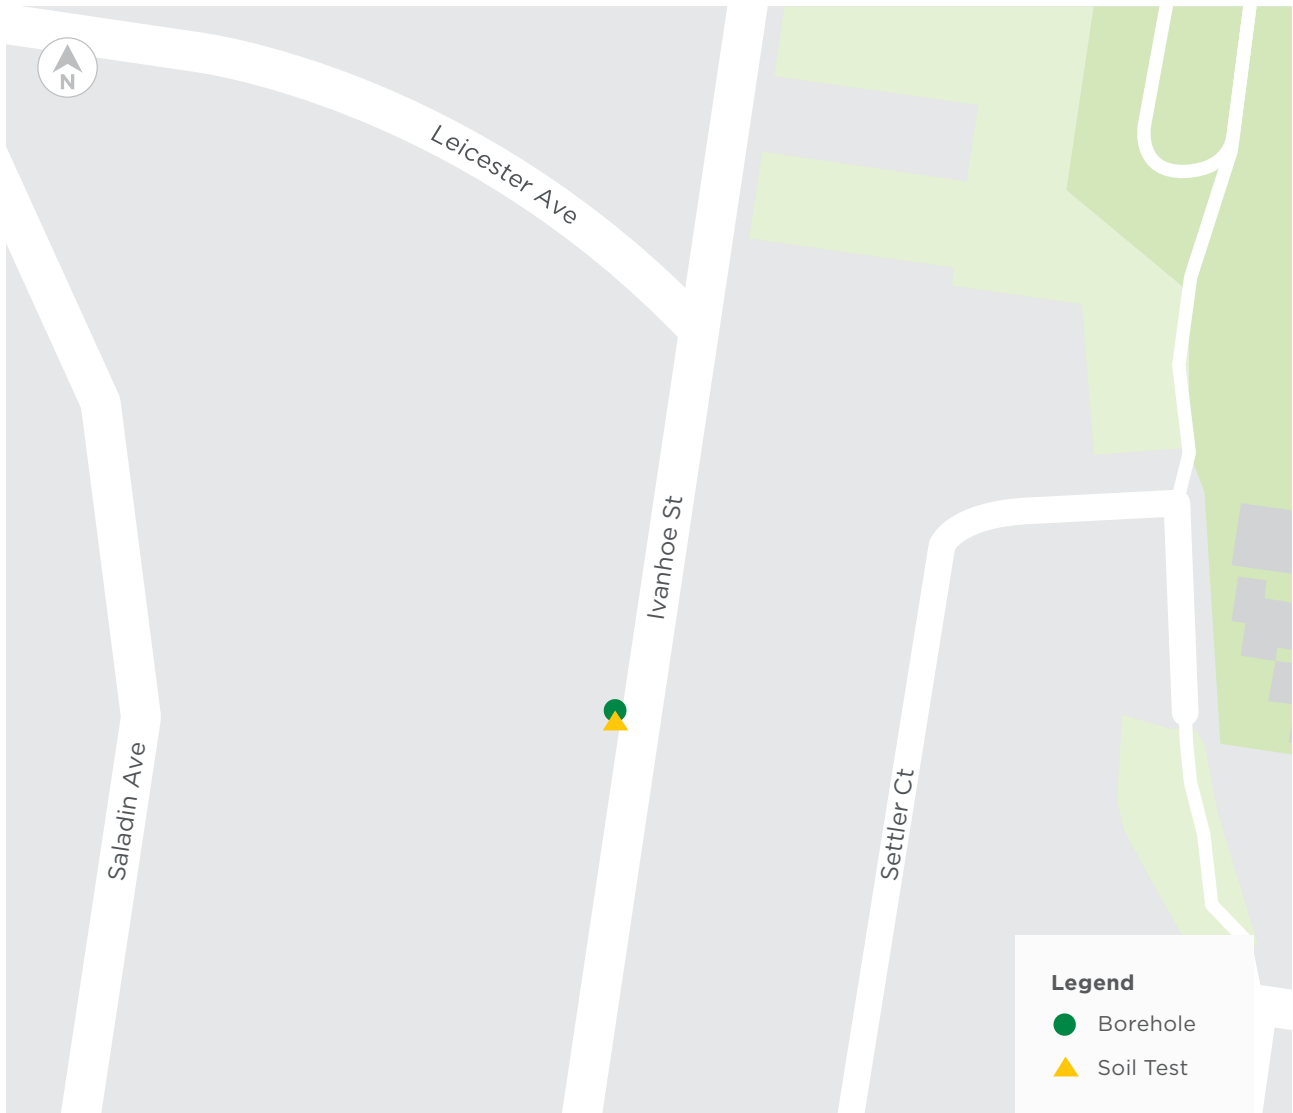 N
Leicester Ave
Ivanhoe St
Saladin Ave
Settler Ct
Legend
Borehole
Soil Test